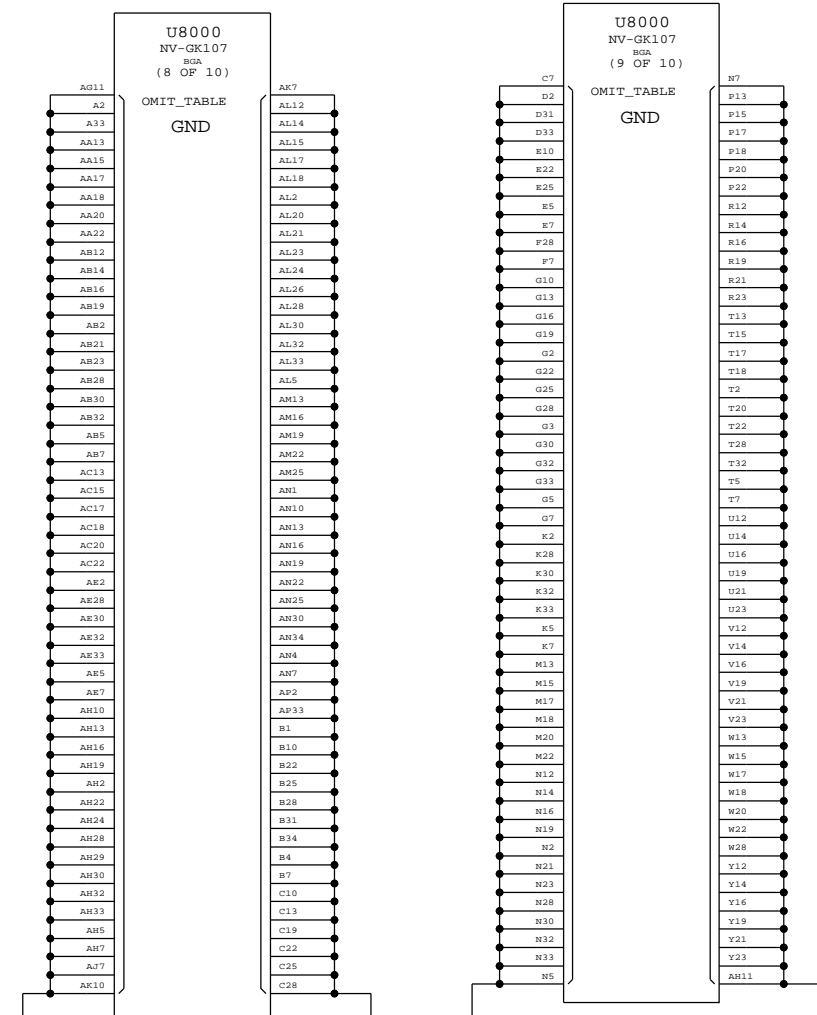 U8000
NV-GK107
BGA
(8 OF 10)
OMIT_TABLE
GND
AG11
A2
A33
AA13
AA15
AA17
AA18
AA20
AA22
AB12
AB14
AB16
AB19
AB2
AB21
AB23
AB28
AB30
AB32
AB5
AB7
AC13
AC15
AC17
AC18
AC20
AC22
AE2
AE28
AE30
AE32
AE33
AE5
AE7
AH10
AH13
AH16
AH19
AH2
AH22
AH24
AH28
AH29
AH30
AH32
AH33
AH5
AH7
AJ7
AK10
AK7
AL12
AL14
AL15
AL17
AL18
AL2
AL20
AL21
AL23
AL24
AL26
AL28
AL30
AL32
AL33
AL5
AM13
AM16
AM19
AM22
AM25
AN1
AN10
AN13
AN16
AN19
AN22
AN25
AN30
AN34
AN4
AN7
AP2
AP33
B1
B10
B22
B25
B28
B31
B34
B4
B7
C10
C13
C19
C22
C25
C28
U8000
NV-GK107
BGA
(9 OF 10)
OMIT_TABLE
GND
C7
D2
D31
D33
E10
E22
E25
E5
E7
F28
F7
G10
G13
G16
G19
G2
G22
G25
G28
G3
G30
G32
G33
G5
G7
K2
K28
K30
K32
K33
K5
K7
M13
M15
M17
M18
M20
M22
N12
N14
N16
N19
N2
N21
N23
N28
N30
N32
N33
N5
N7
P13
P15
P17
P18
P20
P22
R12
R14
R16
R19
R21
R23
T13
T15
T17
T18
T2
T20
T22
T28
T32
T5
T7
U12
U14
U16
U19
U21
U23
V12
V14
V16
V19
V21
V23
W13
W15
W17
W18
W20
W22
W28
Y12
Y14
Y16
Y19
Y21
Y23
AH11